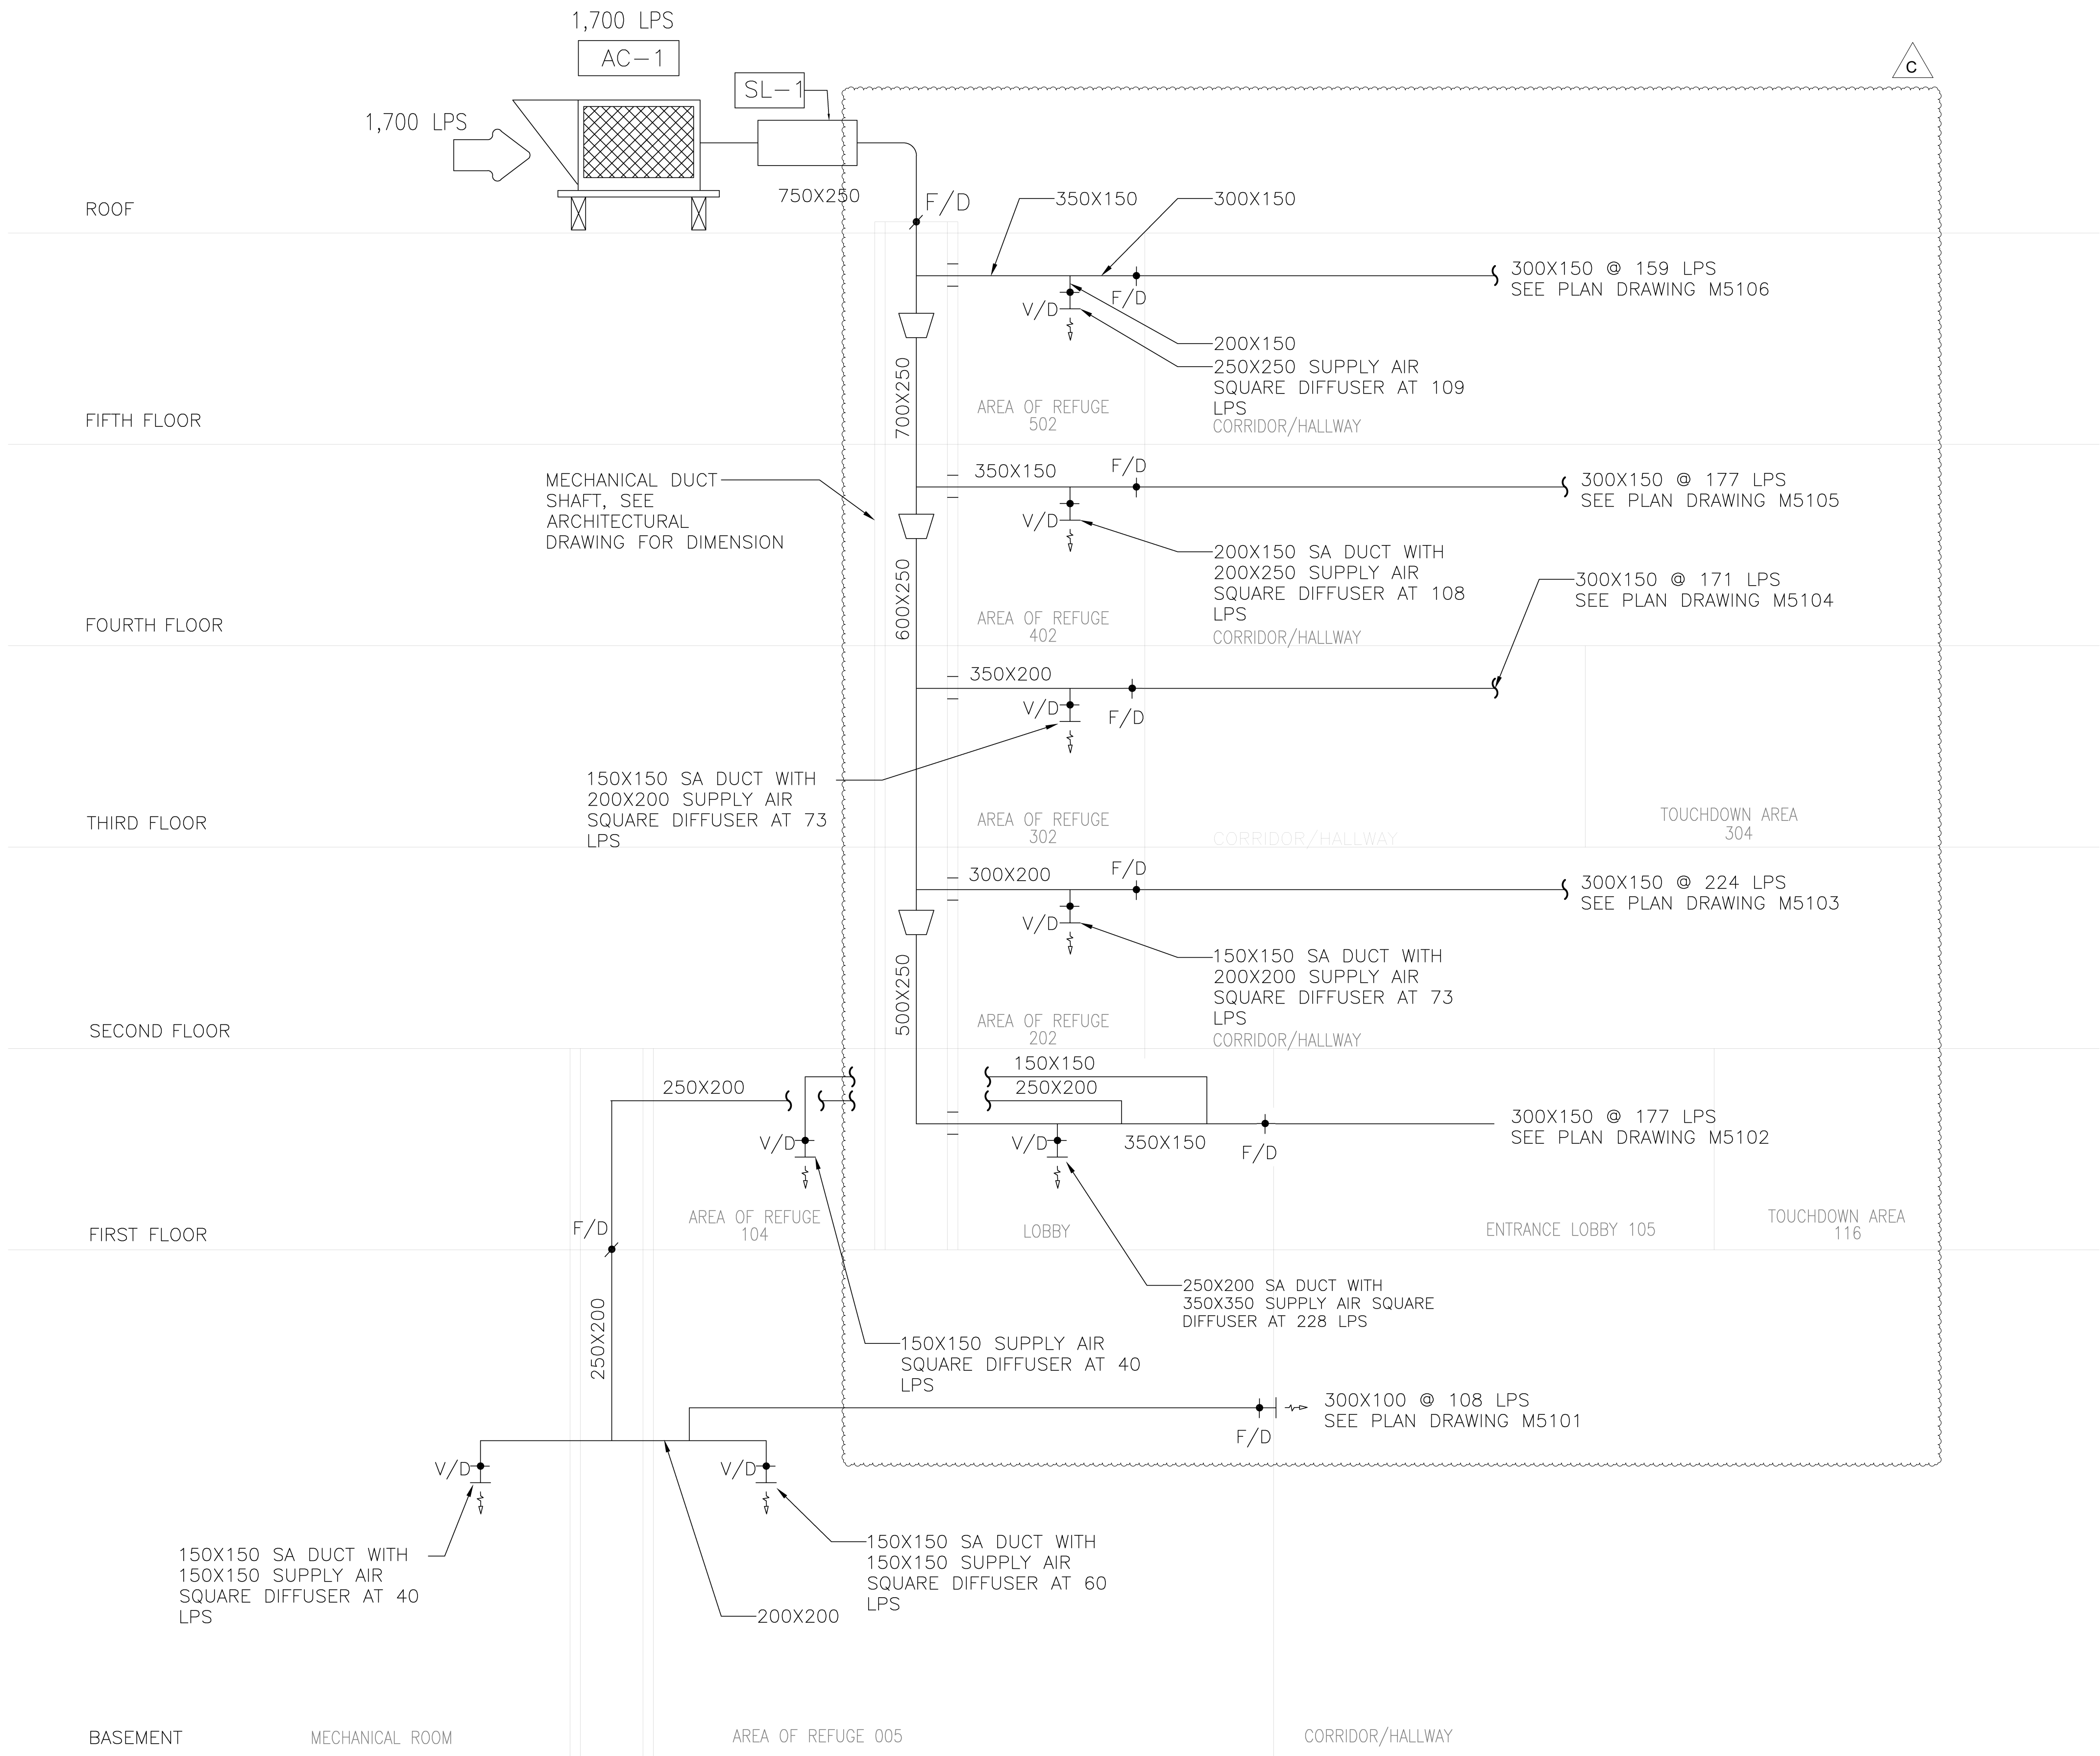 1,700 LPS
AC-1
SL-1
1,700 LPS
C
750X250
F/D
350X150
300X150
ROOF
300X150 @ 159 LPS
SEE PLAN DRAWING M5106
F/D
V/D
200X150
250X250 SUPPLY AIR
SQUARE DIFFUSER AT 109
LPS
700X250
AREA OF REFUGE
502
CORRIDOR/HALLWAY
FIFTH FLOOR
MECHANICAL DUCT
SHAFT, SEE
ARCHITECTURAL
DRAWING FOR DIMENSION
350X150
F/D
300X150 @ 177 LPS
SEE PLAN DRAWING M5105
V/D
200X150 SA DUCT WITH
200X250 SUPPLY AIR
SQUARE DIFFUSER AT 108
LPS
300X150 @ 171 LPS
SEE PLAN DRAWING M5104
600X250
AREA OF REFUGE
402
CORRIDOR/HALLWAY
FOURTH FLOOR
350X200
V/D
F/D
150X150 SA DUCT WITH
200X200 SUPPLY AIR
SQUARE DIFFUSER AT 73
LPS
AREA OF REFUGE
302
CORRIDOR/HALLWAY
TOUCHDOWN AREA
304
THIRD FLOOR
300X200
F/D
300X150 @ 224 LPS
SEE PLAN DRAWING M5103
V/D
150X150 SA DUCT WITH
200X200 SUPPLY AIR
SQUARE DIFFUSER AT 73
LPS
500X250
AREA OF REFUGE
202
CORRIDOR/HALLWAY
SECOND FLOOR
150X150
250X200
250X200
V/D
V/D
350X150
F/D
300X150 @ 177 LPS
SEE PLAN DRAWING M5102
F/D
AREA OF REFUGE
104
LOBBY
ENTRANCE LOBBY 105
TOUCHDOWN AREA
116
FIRST FLOOR
250X200 SA DUCT WITH
350X350 SUPPLY AIR SQUARE
DIFFUSER AT 228 LPS
250X200
150X150 SUPPLY AIR
SQUARE DIFFUSER AT 40
LPS
300X100 @ 108 LPS
SEE PLAN DRAWING M5101
F/D
V/D
V/D
150X150 SA DUCT WITH
150X150 SUPPLY AIR
SQUARE DIFFUSER AT 40
LPS
150X150 SA DUCT WITH
150X150 SUPPLY AIR
SQUARE DIFFUSER AT 60
LPS
200X200
BASEMENT
MECHANICAL ROOM
AREA OF REFUGE 005
CORRIDOR/HALLWAY